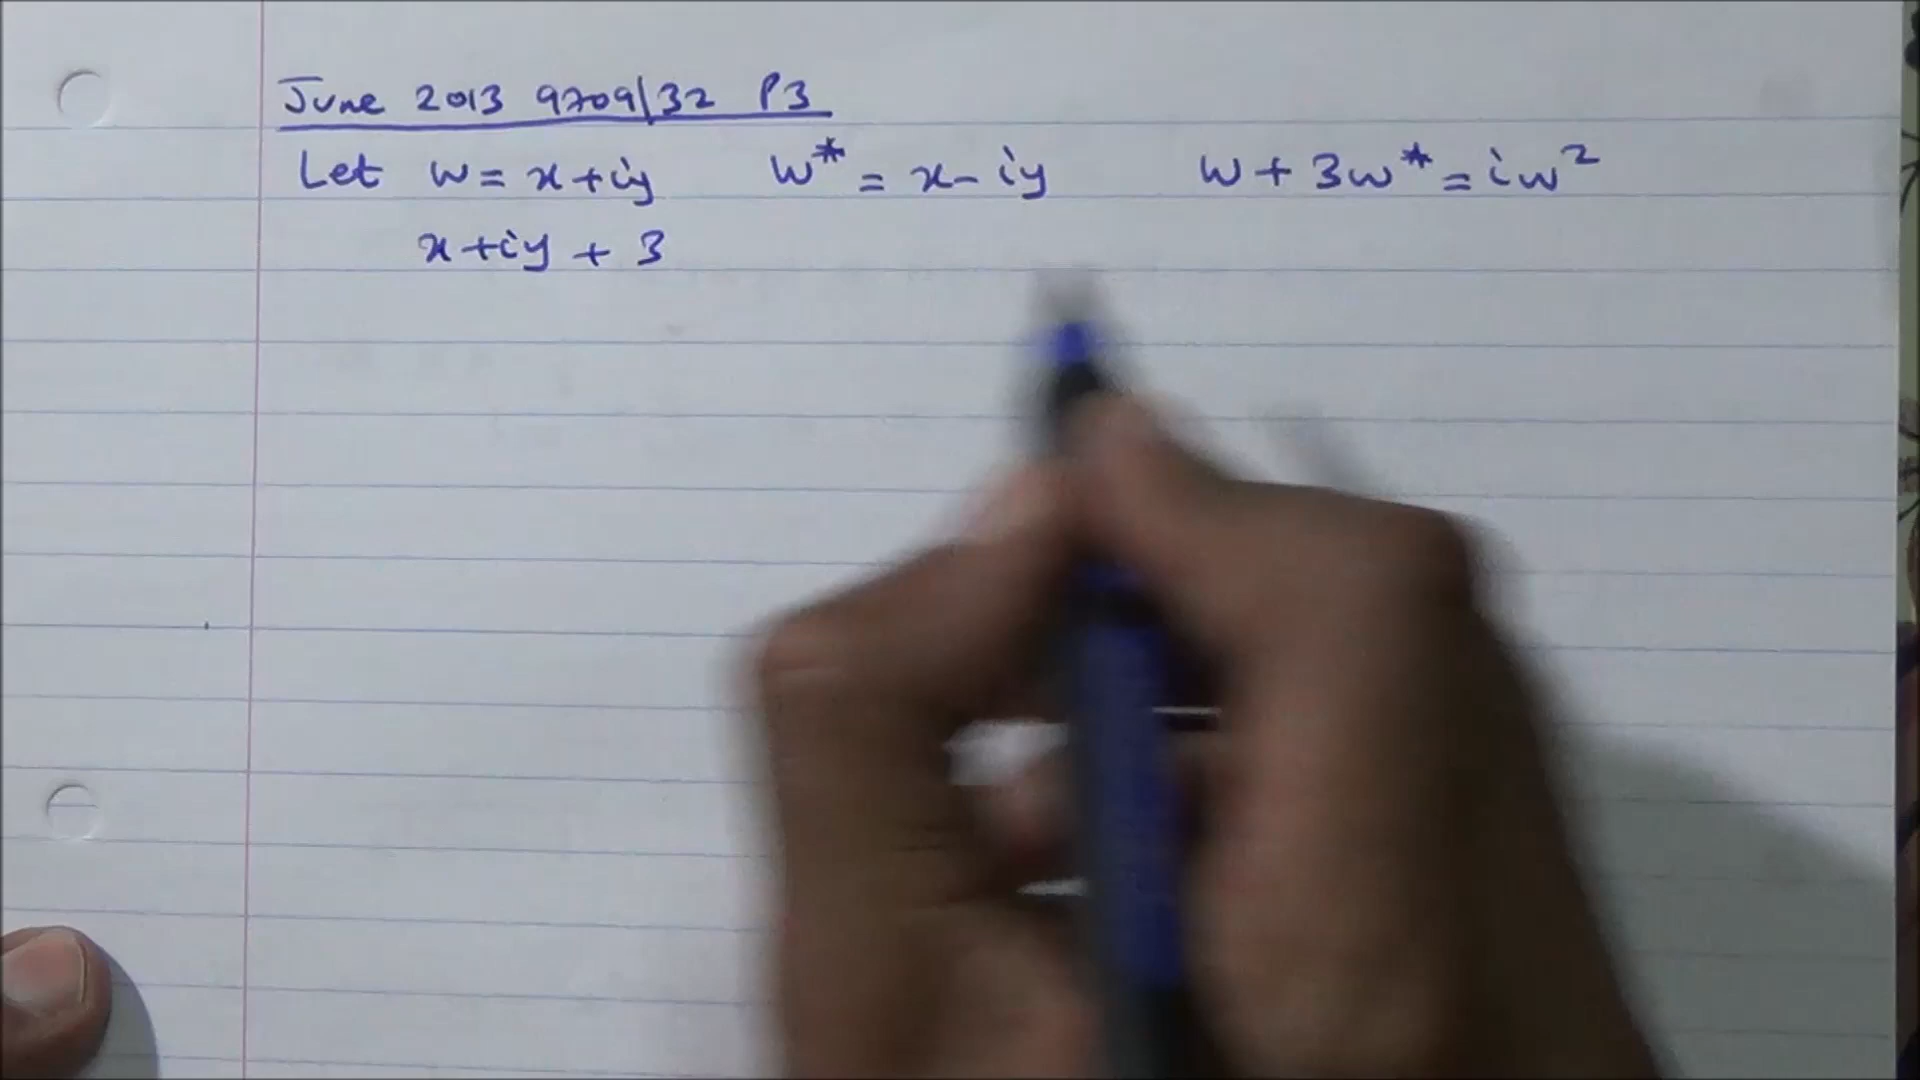 June 2013 9709/32 P3
Let w = x + iy w* = x - iy w + 3w* = iw²
x + iy + 3